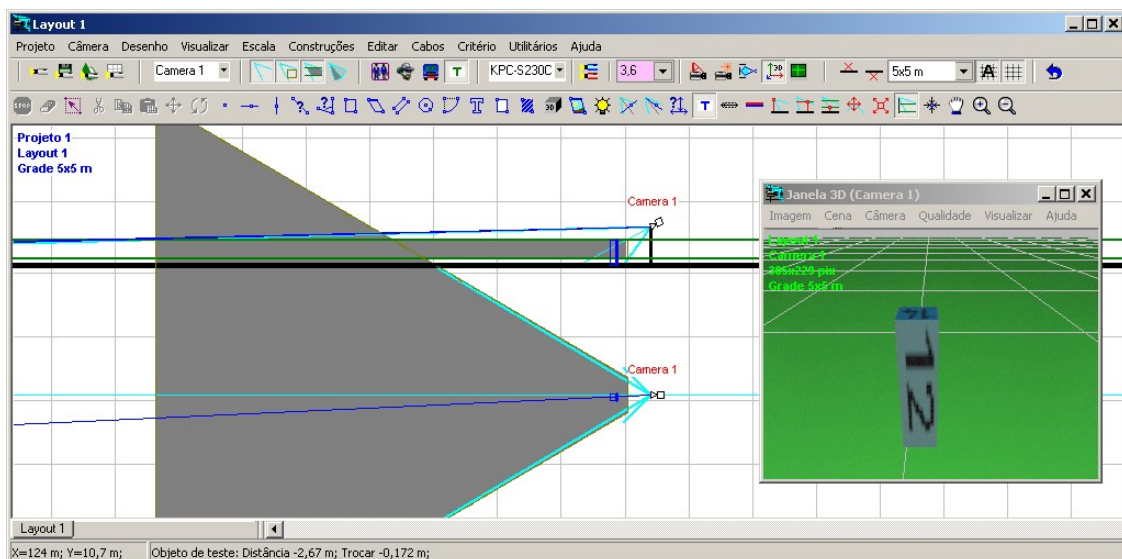 Layout 1
Projeto Câmera Desenho Visualizar Escala Construções Editar Cabos Critério Utilitários Ajuda
Camera 1 T KPC-S230C 3,6 5x5 m A
STOP T 3D T
Projeto 1
Layout 1
Grade 5x5 m
Camera 1
Camera 1
Janela 3D (Camera 1)
Imagem Cena Câmera Qualidade Visualizar Ajuda
Layout 1
Camera 1
Grade 5x5 m
14
12
Layout 1
X=124 m; Y=10,7 m; Objeto de teste: Distância -2,67 m; Trocar -0,172 m;